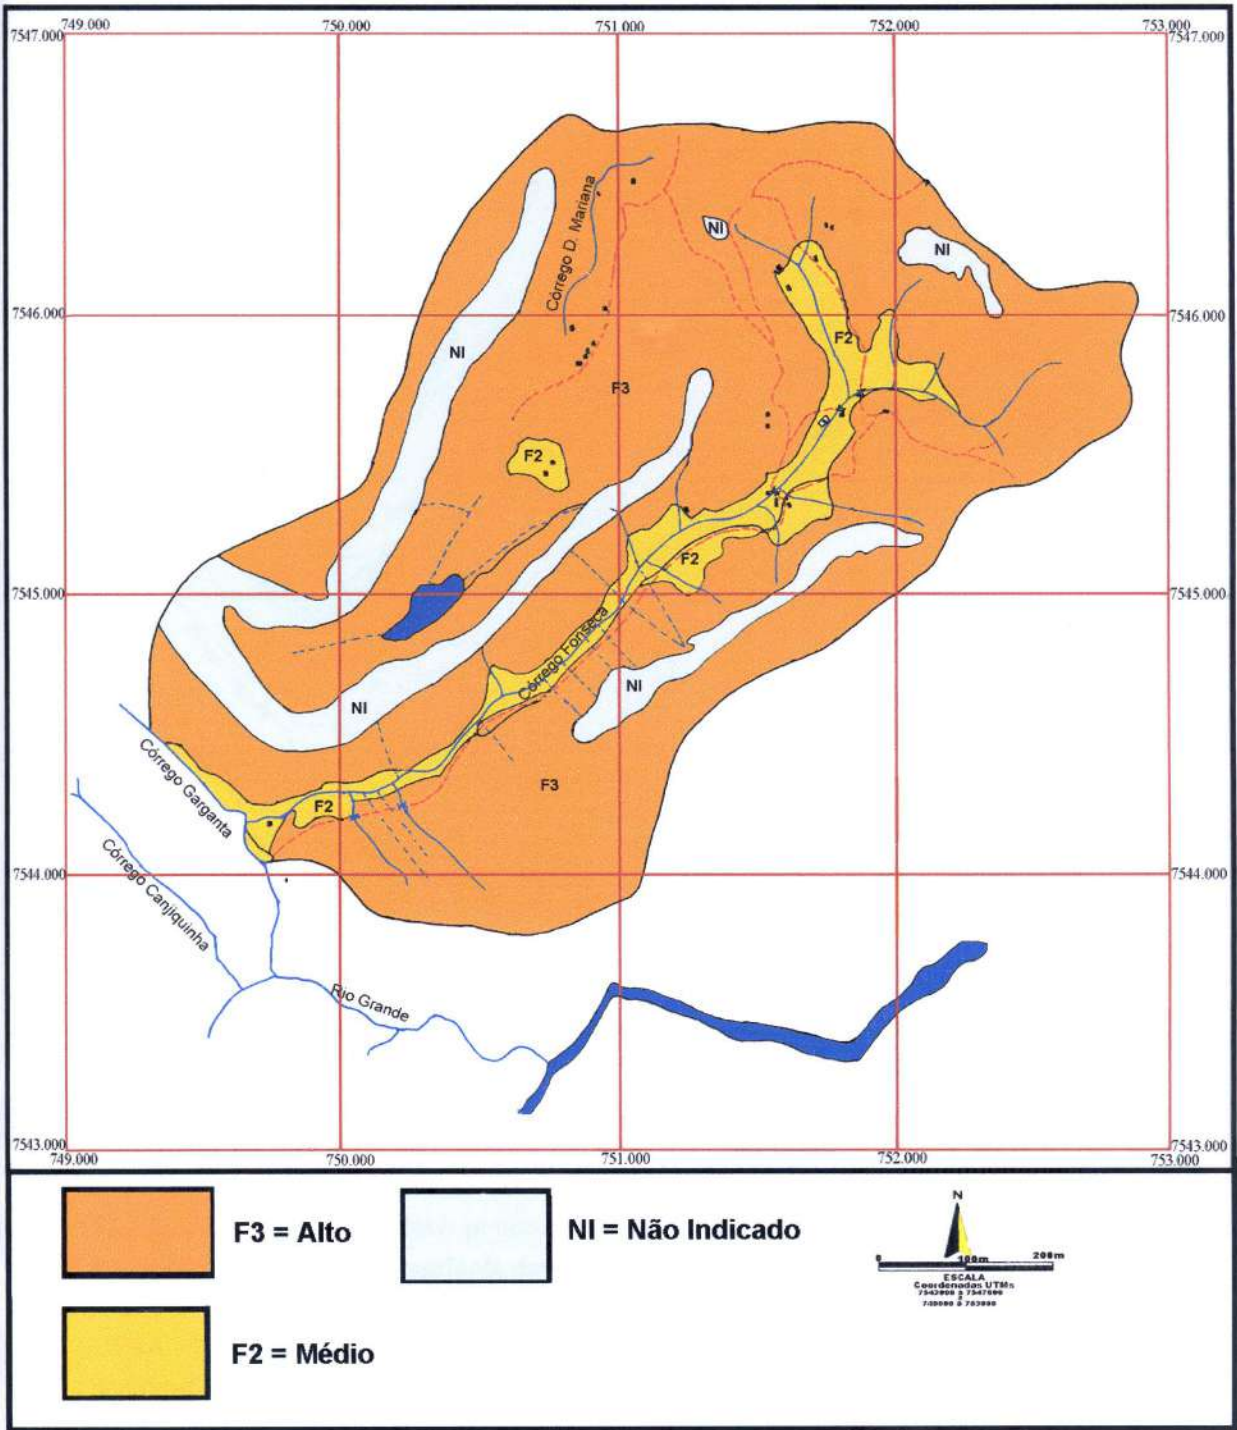 749.000 750.000 751.000 752.000 753.000
7547.000 7547.000
Córrego D. Mariana
NI
NI
7546.000 7546.000
F2
NI
F3
F2
F2
7545.000 7545.000
Córrego Fonseca
NI
NI
Córrego Garganta
F3
F2
Córrego Canjiquinha
7544.000 7544.000
Rio Grande
7543.000 7543.000
749.000 750.000 751.000 752.000 753.000
F3 = Alto
NI = Não Indicado
F2 = Médio
N
0 100m 200m
ESCALA
Coordenadas UTMs